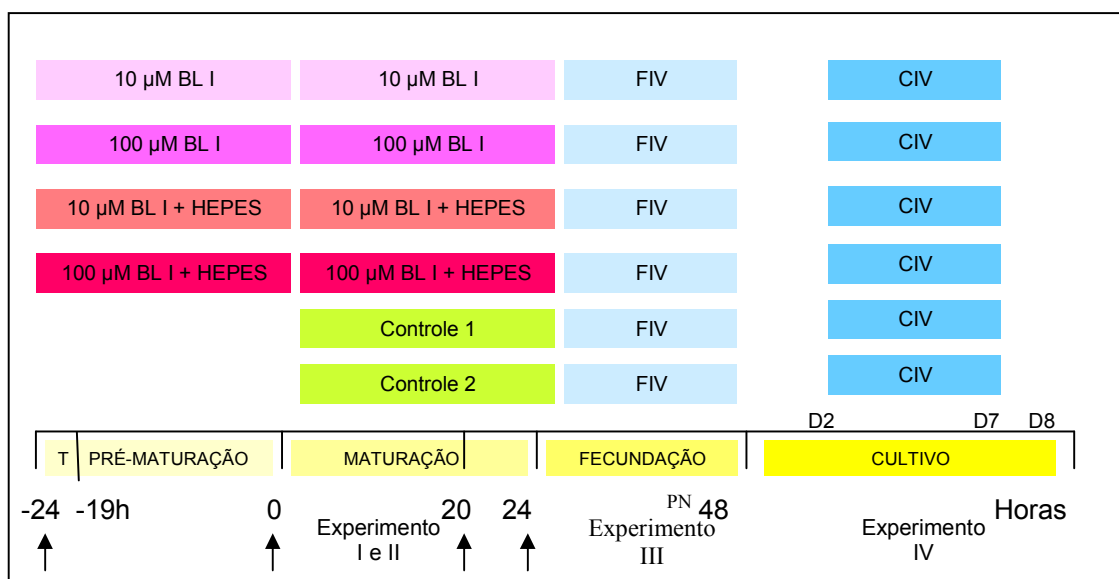 10 µM BL I 10 µM BL I FIV CIV
100 µM BL I 100 µM BL I FIV CIV
10 µM BL I + HEPES 10 µM BL I + HEPES FIV CIV
100 µM BL I + HEPES 100 µM BL I + HEPES FIV CIV
Controle 1 FIV CIV
Controle 2 FIV CIV
D2 D7 D8
T PRÉ-MATURAÇÃO MATURAÇÃO FECUNDAÇÃO CULTIVO
-24 -19h 0 20 24 PN 48 Horas
Experimento Experimento Experimento
I e II III IV